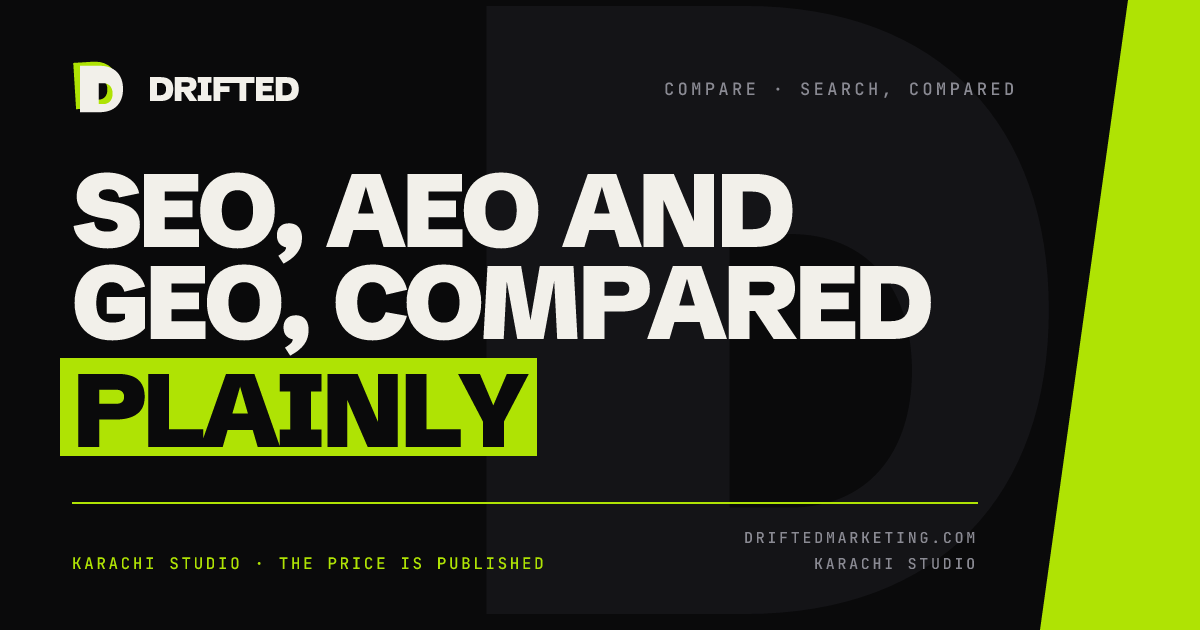 DRIFTED
COMPARE · SEARCH, COMPARED
SEO, AEO AND
GEO, COMPARED
PLAINLY
DRIFTEDMARKETING.COM
KARACHI STUDIO · THE PRICE IS PUBLISHED
KARACHI STUDIO